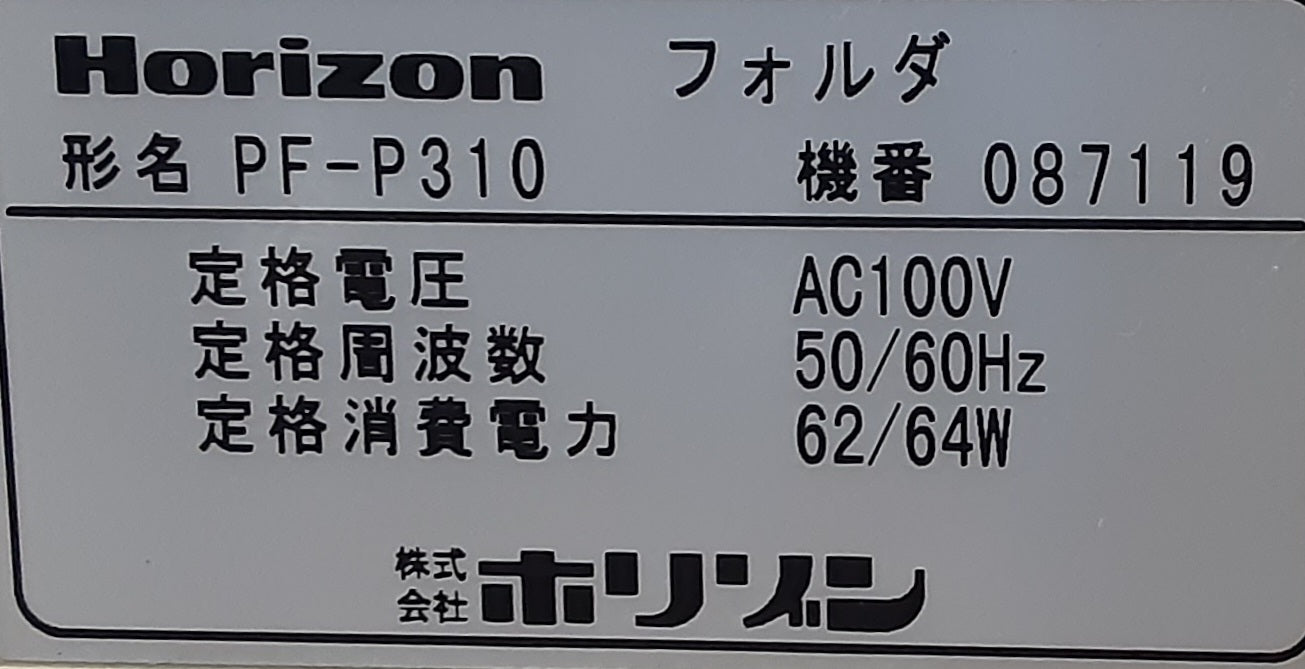 Horizon フォルダ
形名 PF-P310 機番 087119
定格電圧 AC100V
定格周波数 50/60Hz
定格消費電力 62/64W
株式会社 ホリゾン